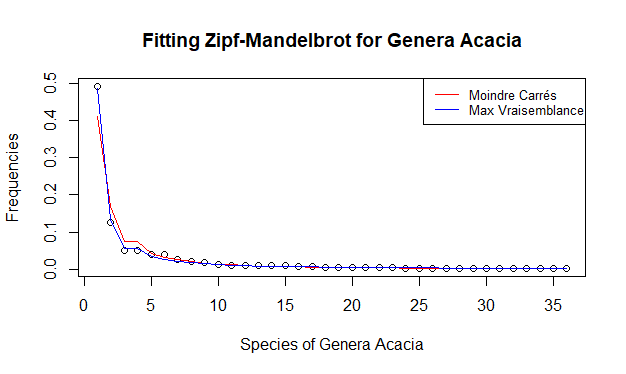 Fitting Zipf-Mandelbrot for Genera Acacia
Moindre Carrés
Max Vraisemblance
Frequencies
0.5
0.4
0.3
0.2
0.1
0.0
0 5 10 15 20 25 30 35
Species of Genera Acacia